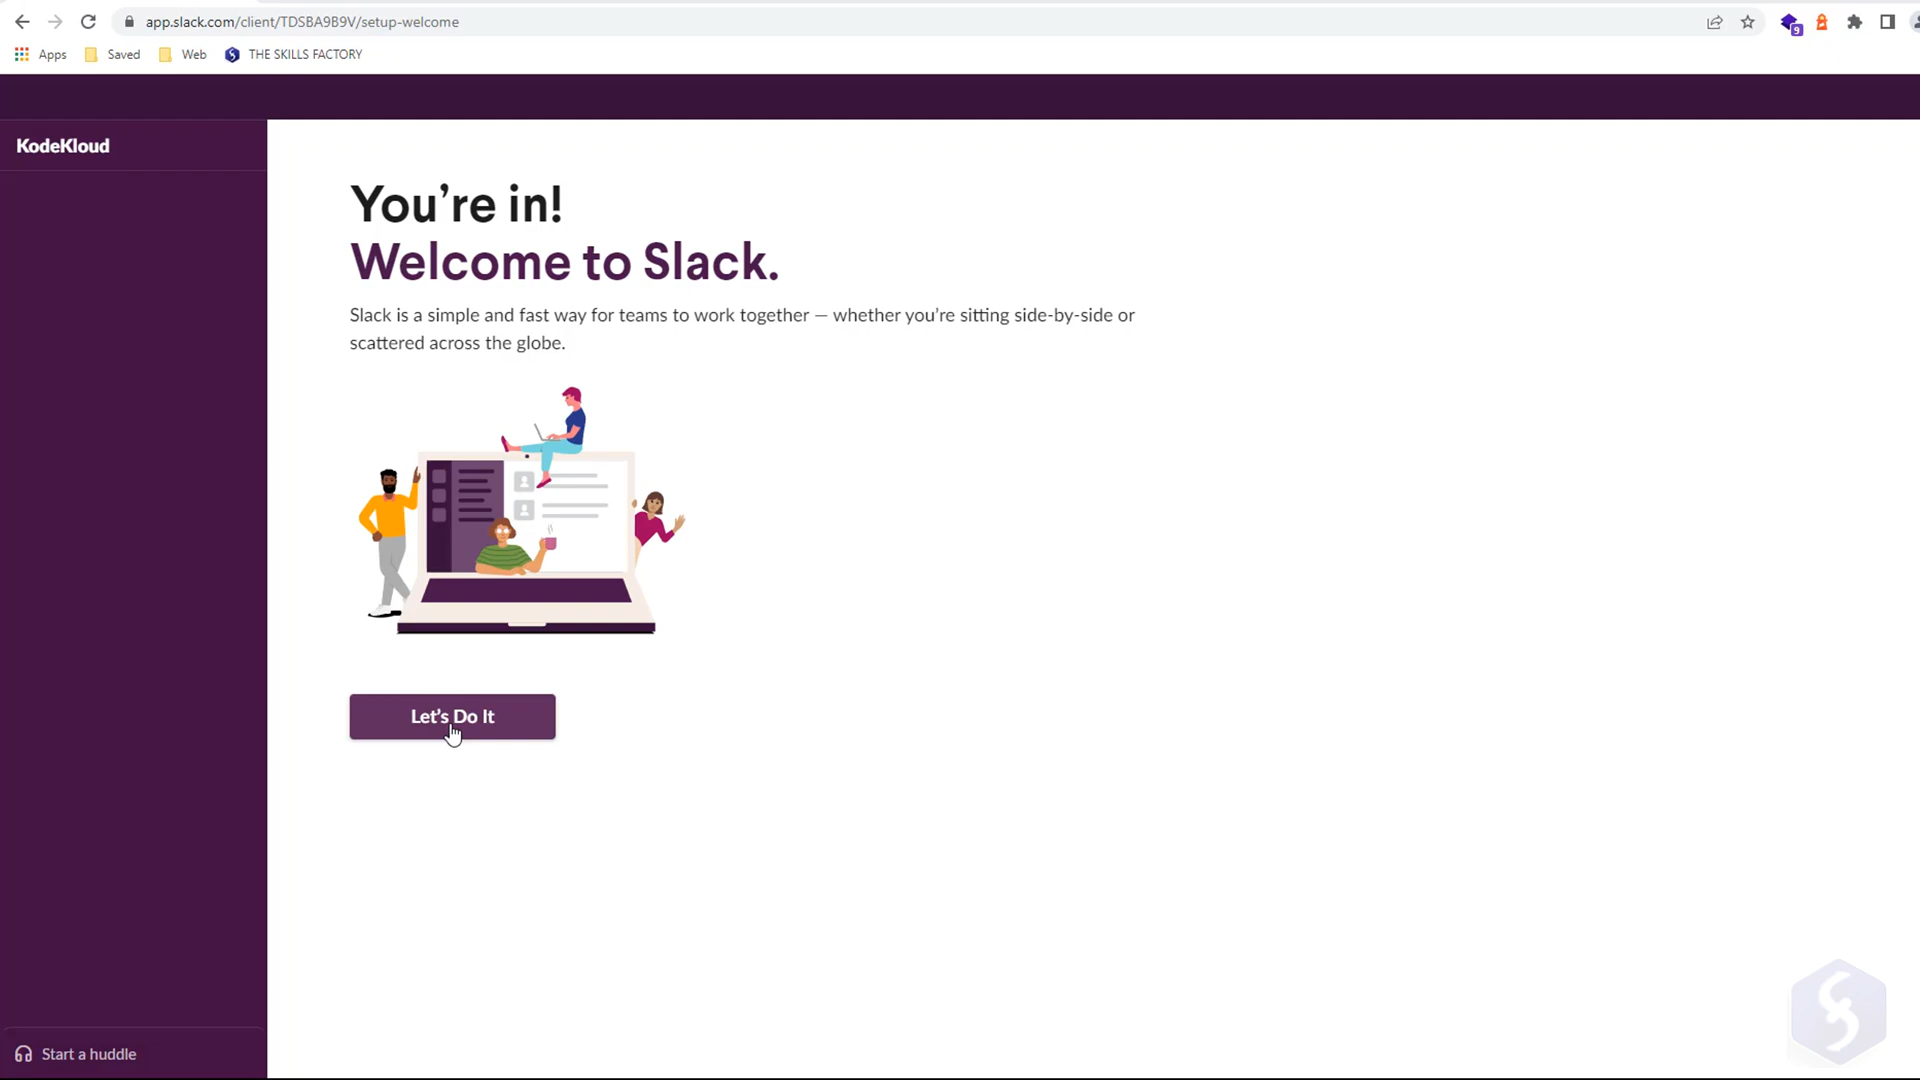 app.slack.com/client/TDSBA9B9V/setup-welcome
9
Apps Saved Web THE SKILLS FACTORY
KodeKloud
You’re in!
Welcome to Slack.
Slack is a simple and fast way for teams to work together — whether you’re sitting side-by-side or
scattered across the globe.
Let’s Do It
Start a huddle